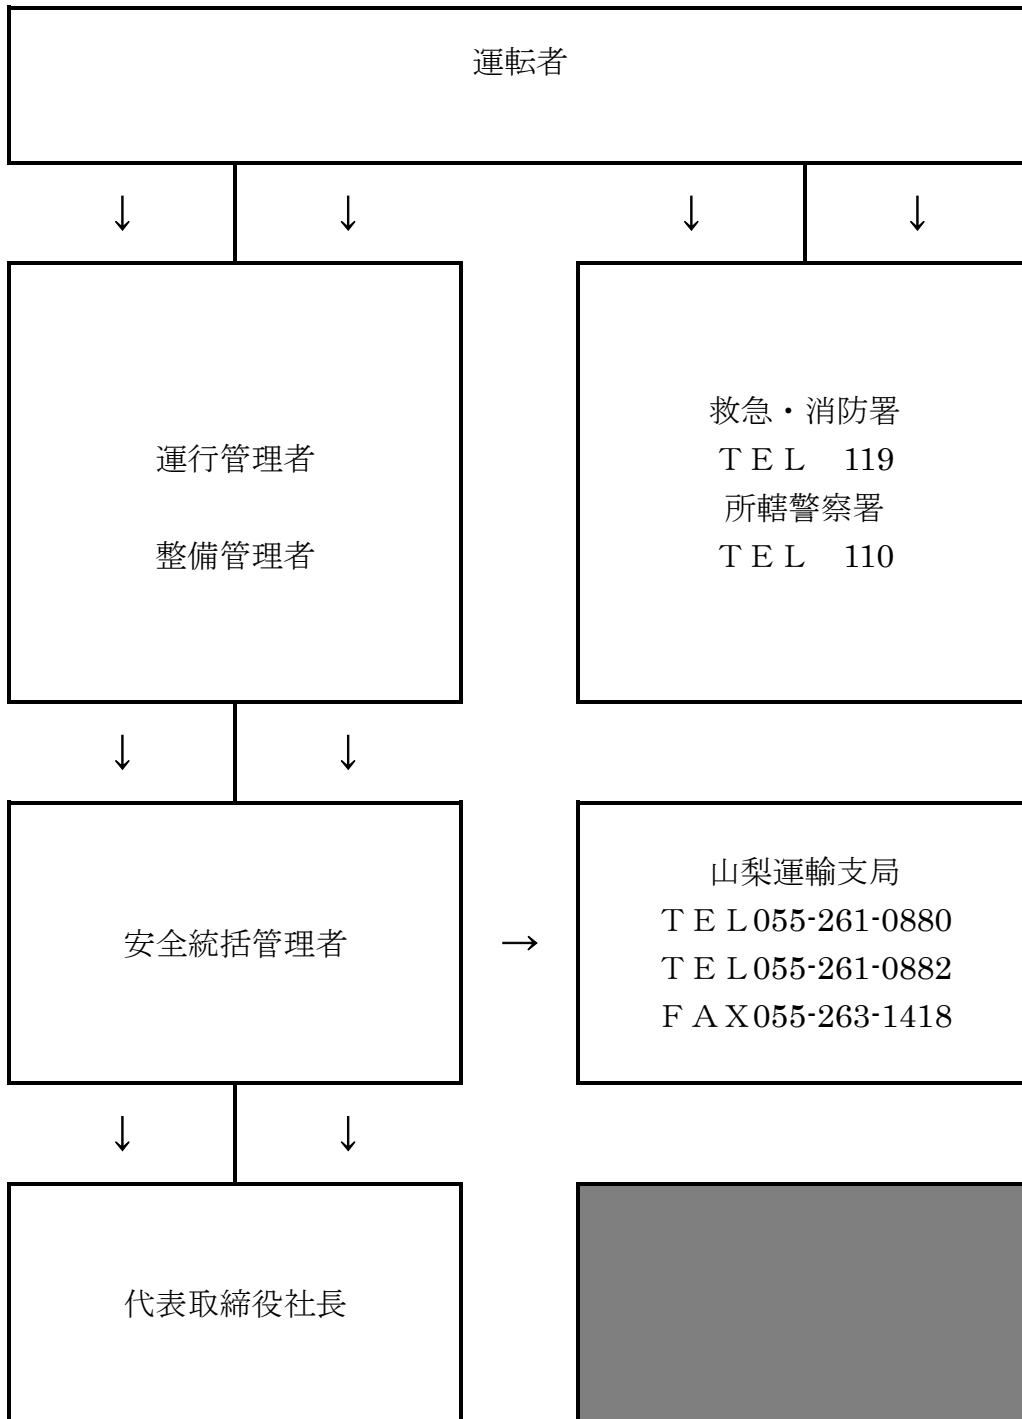 運転者
↓ ↓ ↓ ↓
運行管理者
整備管理者
救急・消防署
ＴＥＬ　119
所轄警察署
ＴＥＬ　110
↓ ↓
安全統括管理者
→
山梨運輸支局
ＴＥＬ055-261-0880
ＴＥＬ055-261-0882
ＦＡＸ055-263-1418
↓ ↓
代表取締役社長